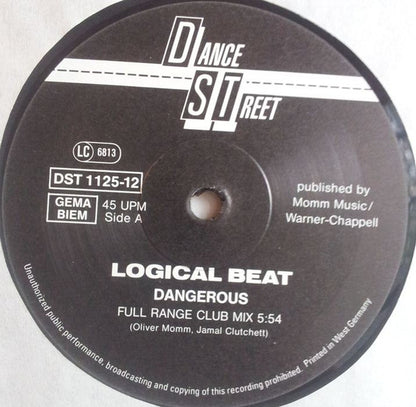 DANCE
STREET
LC 6813
DST 1125-12
GEMA
BIEM
45 UPM
Side A
published by
Momm Music/
Warner-Chappell
LOGICAL BEAT
DANGEROUS
FULL RANGE CLUB MIX 5:54
(Oliver Momm, Jamal Clutchett)
Unauthorized public performance, broadcasting and copying of this recording prohibited. Printed in West Germany